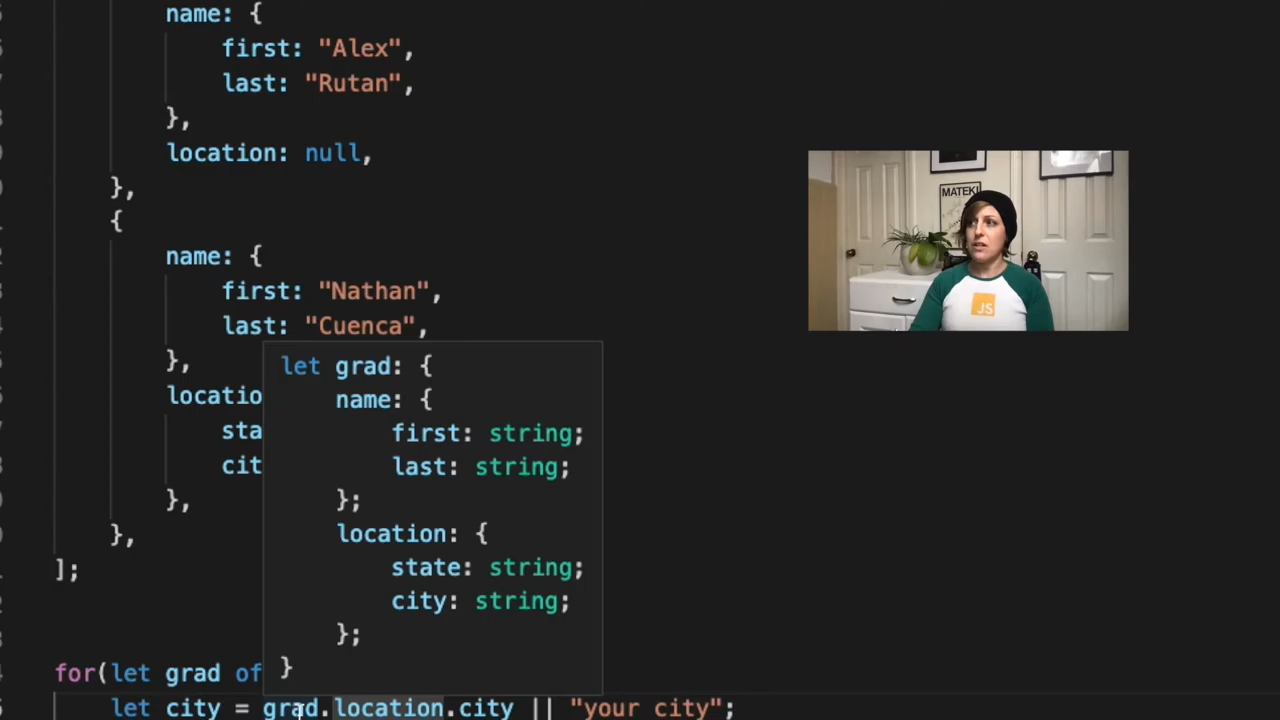 name: {
first: "Alex",
last: "Rutan",
},
location: null,
},
{
name: {
first: "Nathan",
last: "Cuenca",
},
locatio
sta
cit
},
},
];
let grad: {
name: {
first: string;
last: string;
};
location: {
state: string;
city: string;
};
}
for(let grad of
let city = grad.location.city || "your city";
MATEKI
JS